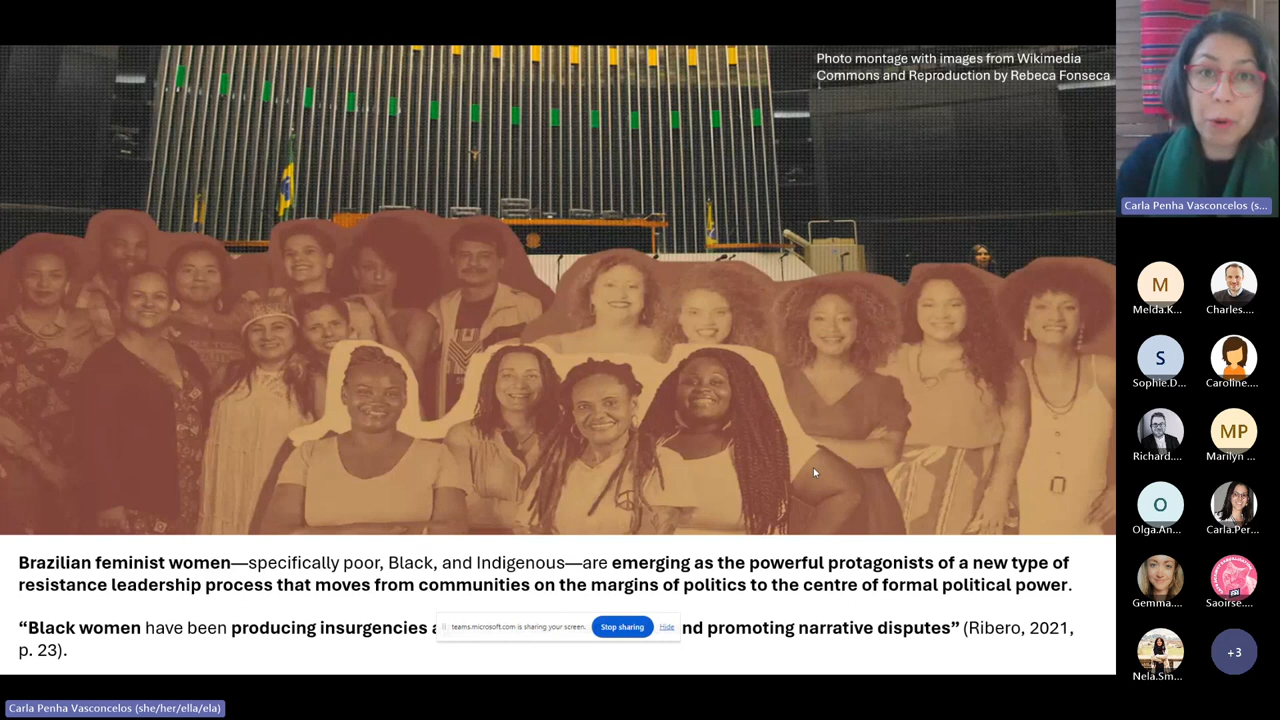 Photo montage with images from Wikimedia
Commons and Reproduction by Rebeca Fonseca
Carla Penha Vasconcelos (s...
M
Melda.K...
Charles....
S
Sophie.D...
Caroline....
Richard....
MP
Marilyn ...
O
Olga.An...
Carla.Per...
Gemma....
Saoirse....
Nela.Sm...
+3
Brazilian feminist women—specifically poor, Black, and Indigenous—are emerging as the powerful protagonists of a new type of
resistance leadership process that moves from communities on the margins of politics to the centre of formal political power.
“Black women have been producing insurgencies
teams.microsoft.com is sharing your screen.
Stop sharing
Hide
nd promoting narrative disputes” (Ribero, 2021,
p. 23).
Carla Penha Vasconcelos (she/her/ella/ela)